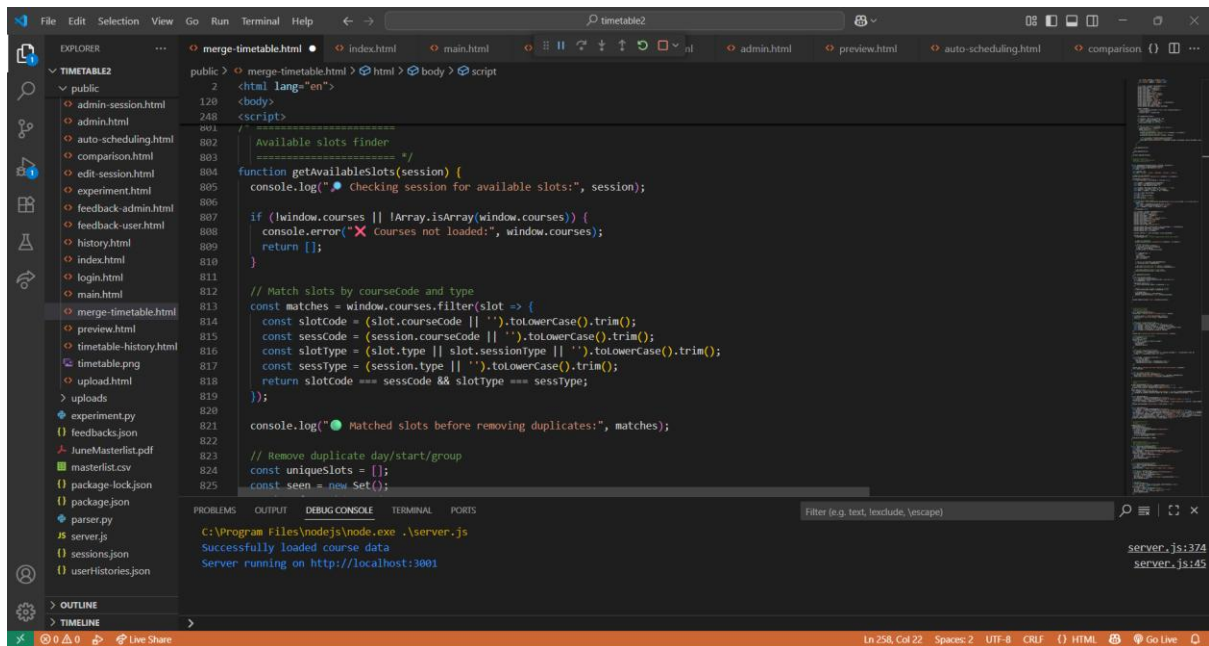 File Edit Selection View Go Run Terminal Help timetable2
EXPLORER
merge-timetable.html index.html main.html nl admin.html preview.html auto-scheduling.html comparison
TIMETABLE2
public
admin-session.html
admin.html
auto-scheduling.html
comparison.html
edit-session.html
experiment.html
feedback-admin.html
feedback-user.html
history.html
index.html
login.html
main.html
merge-timetable.html
preview.html
timetable-history.html
timetable.png
upload.html
uploads
experiment.py
feedbacks.json
JuneMasterlist.pdf
masterlist.csv
package-lock.json
package.json
parser.py
server.js
sessions.json
userHistories.json
OUTLINE
TIMELINE
public > merge-timetable.html > html > body > script
2 <html lang="en">
120 <body>
248 <script>
801 /* =======================
802 Available slots finder
803 ======================= */
804 function getAvailableSlots(session) {
805 console.log("🔎 Checking session for available slots:", session);
806
807 if (!window.courses || !Array.isArray(window.courses)) {
808 console.error("❌ Courses not loaded:", window.courses);
809 return [];
810 }
811
812 // Match slots by courseCode and type
813 const matches = window.courses.filter(slot => {
814 const slotCode = (slot.courseCode || '').toLowerCase().trim();
815 const sessCode = (session.courseCode || '').toLowerCase().trim();
816 const slotType = (slot.type || slot.sessionType || '').toLowerCase().trim();
817 const sessType = (session.type || '').toLowerCase().trim();
818 return slotCode === sessCode && slotType === sessType;
819 });
820
821 console.log("🟢 Matched slots before removing duplicates:", matches);
822
823 // Remove duplicate day/start/group
824 const uniqueSlots = [];
825 const seen = new Set();
PROBLEMS OUTPUT DEBUG CONSOLE TERMINAL PORTS Filter (e.g. text, !exclude, \escape)
C:\Program Files\nodejs\node.exe .\server.js
Successfully loaded course data server.js:374
Server running on http://localhost:3001 server.js:45
0 0 Live Share Ln 258, Col 22 Spaces: 2 UTF-8 CRLF {} HTML Go Live